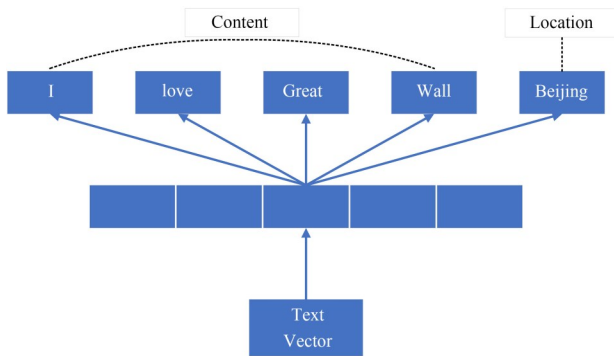 Content
Location
I
love
Great
Wall
Beijing
Text
Vector